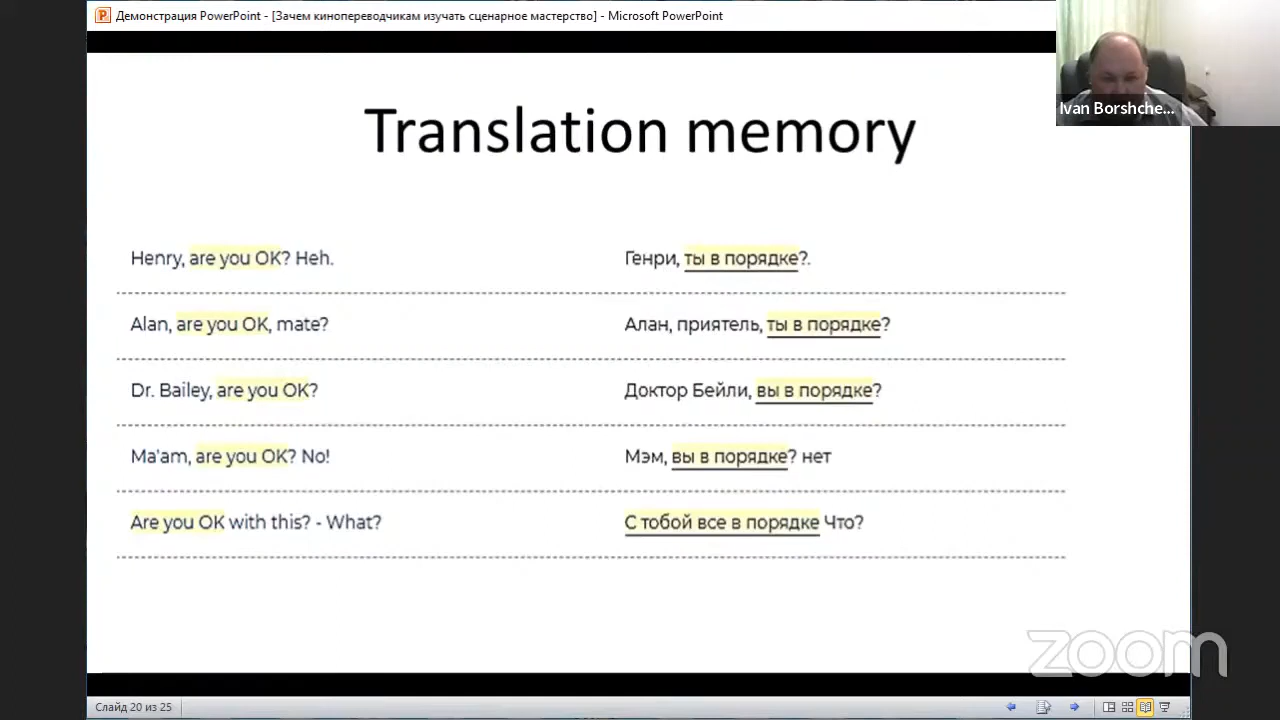 Демонстрация PowerPoint - [Зачем кинопереводчикам изучать сценарное мастерство] - Microsoft PowerPoint
Ivan Borshche...
Translation memory
Henry, are you OK? Heh.
Генри, ты в порядке?.
Alan, are you OK, mate?
Алан, приятель, ты в порядке?
Dr. Bailey, are you OK?
Доктор Бейли, вы в порядке?
Ma'am, are you OK? No!
Мэм, вы в порядке? нет
Are you OK with this? - What?
С тобой все в порядке Что?
zoom
Слайд 20 из 25